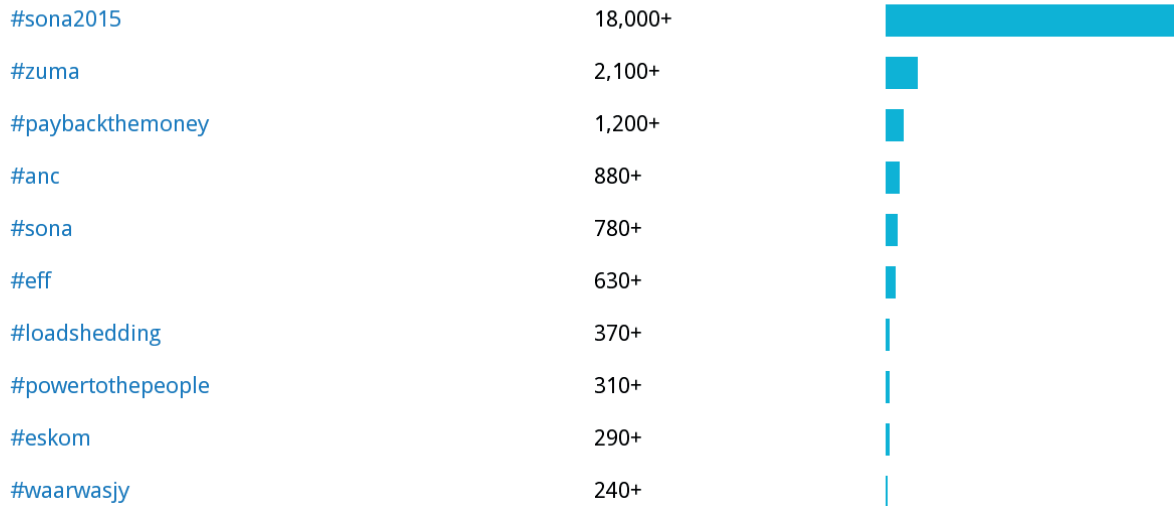 #sona2015 18,000+
#zuma 2,100+
#paybackthemoney 1,200+
#anc 880+
#sona 780+
#eff 630+
#loadshedding 370+
#powertothepeople 310+
#eskom 290+
#waarwasjy 240+